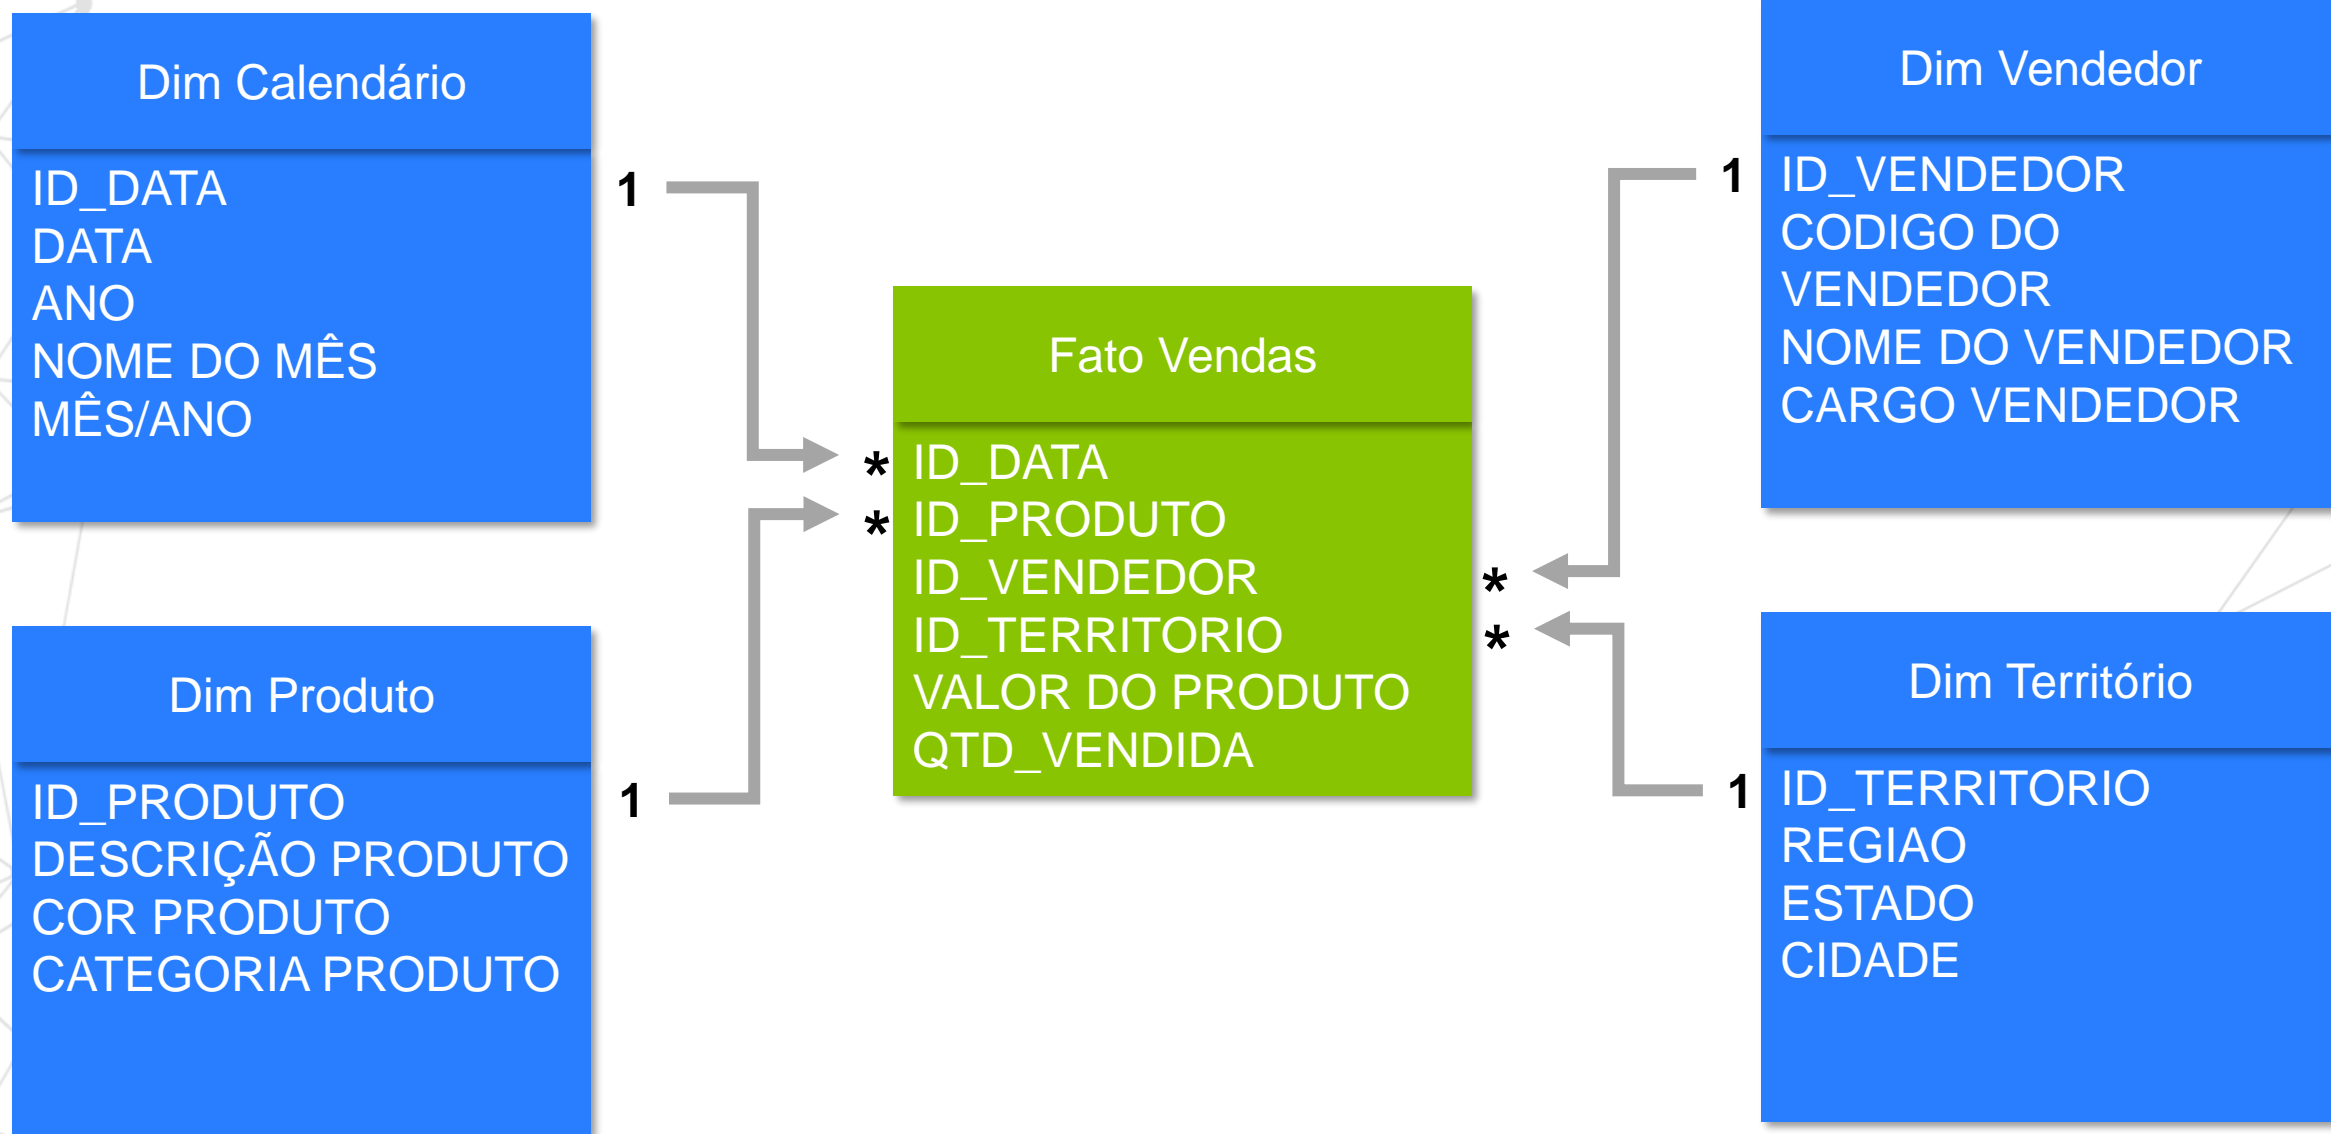 Dim Calendário
ID_DATA
DATA
ANO
NOME DO MÊS
MÊS/ANO
1
Dim Produto
ID_PRODUTO
DESCRIÇÃO PRODUTO
COR PRODUTO
CATEGORIA PRODUTO
1
Fato Vendas
* ID_DATA
* ID_PRODUTO
ID_VENDEDOR *
ID_TERRITORIO *
VALOR DO PRODUTO
QTD_VENDIDA
Dim Vendedor
1 ID_VENDEDOR
CODIGO DO
VENDEDOR
NOME DO VENDEDOR
CARGO VENDEDOR
Dim Território
1 ID_TERRITORIO
REGIAO
ESTADO
CIDADE